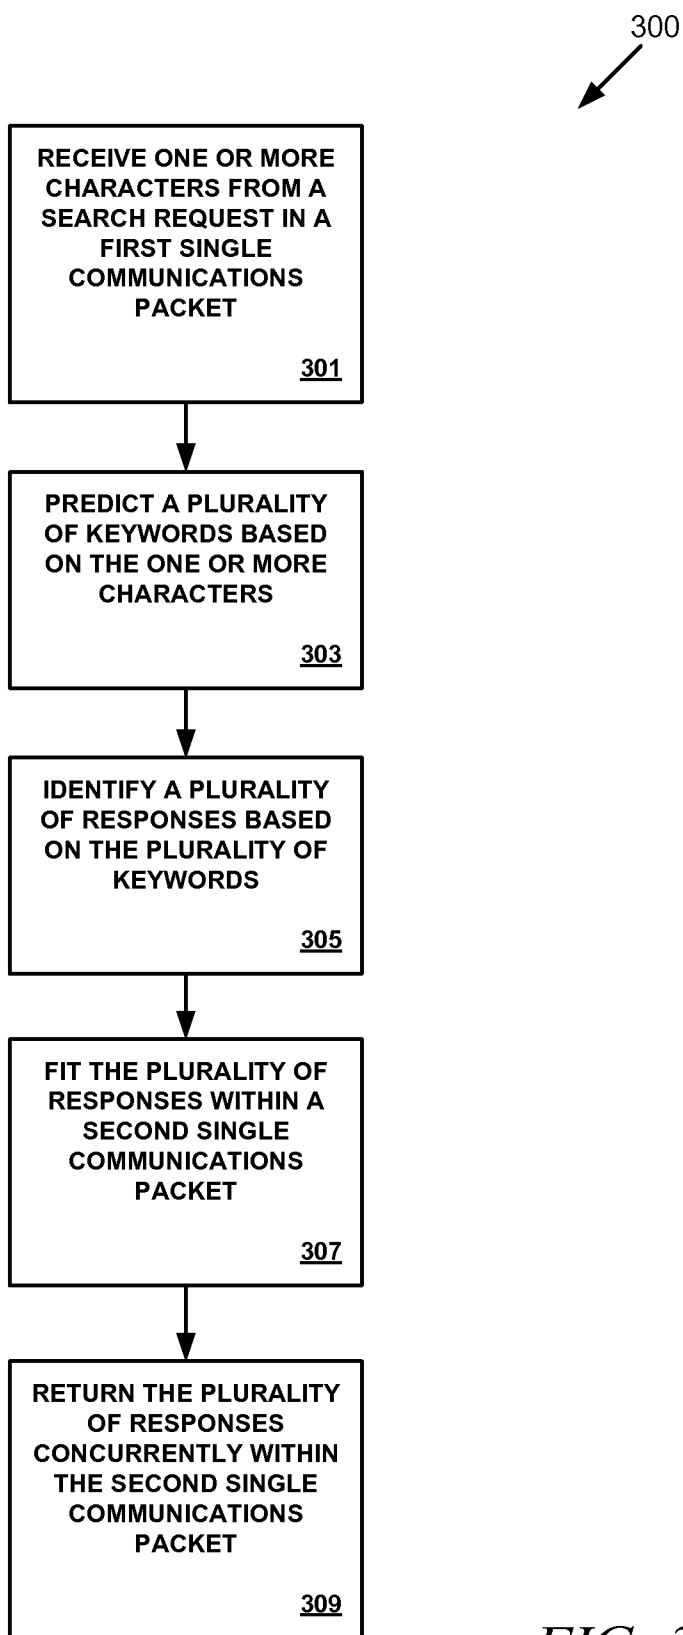 300
RECEIVE ONE OR MORE
CHARACTERS FROM A
SEARCH REQUEST IN A
FIRST SINGLE
COMMUNICATIONS
PACKET
301
PREDICT A PLURALITY
OF KEYWORDS BASED
ON THE ONE OR MORE
CHARACTERS
303
IDENTIFY A PLURALITY
OF RESPONSES BASED
ON THE PLURALITY OF
KEYWORDS
305
FIT THE PLURALITY OF
RESPONSES WITHIN A
SECOND SINGLE
COMMUNICATIONS
PACKET
307
RETURN THE PLURALITY
OF RESPONSES
CONCURRENTLY WITHIN
THE SECOND SINGLE
COMMUNICATIONS
PACKET
309